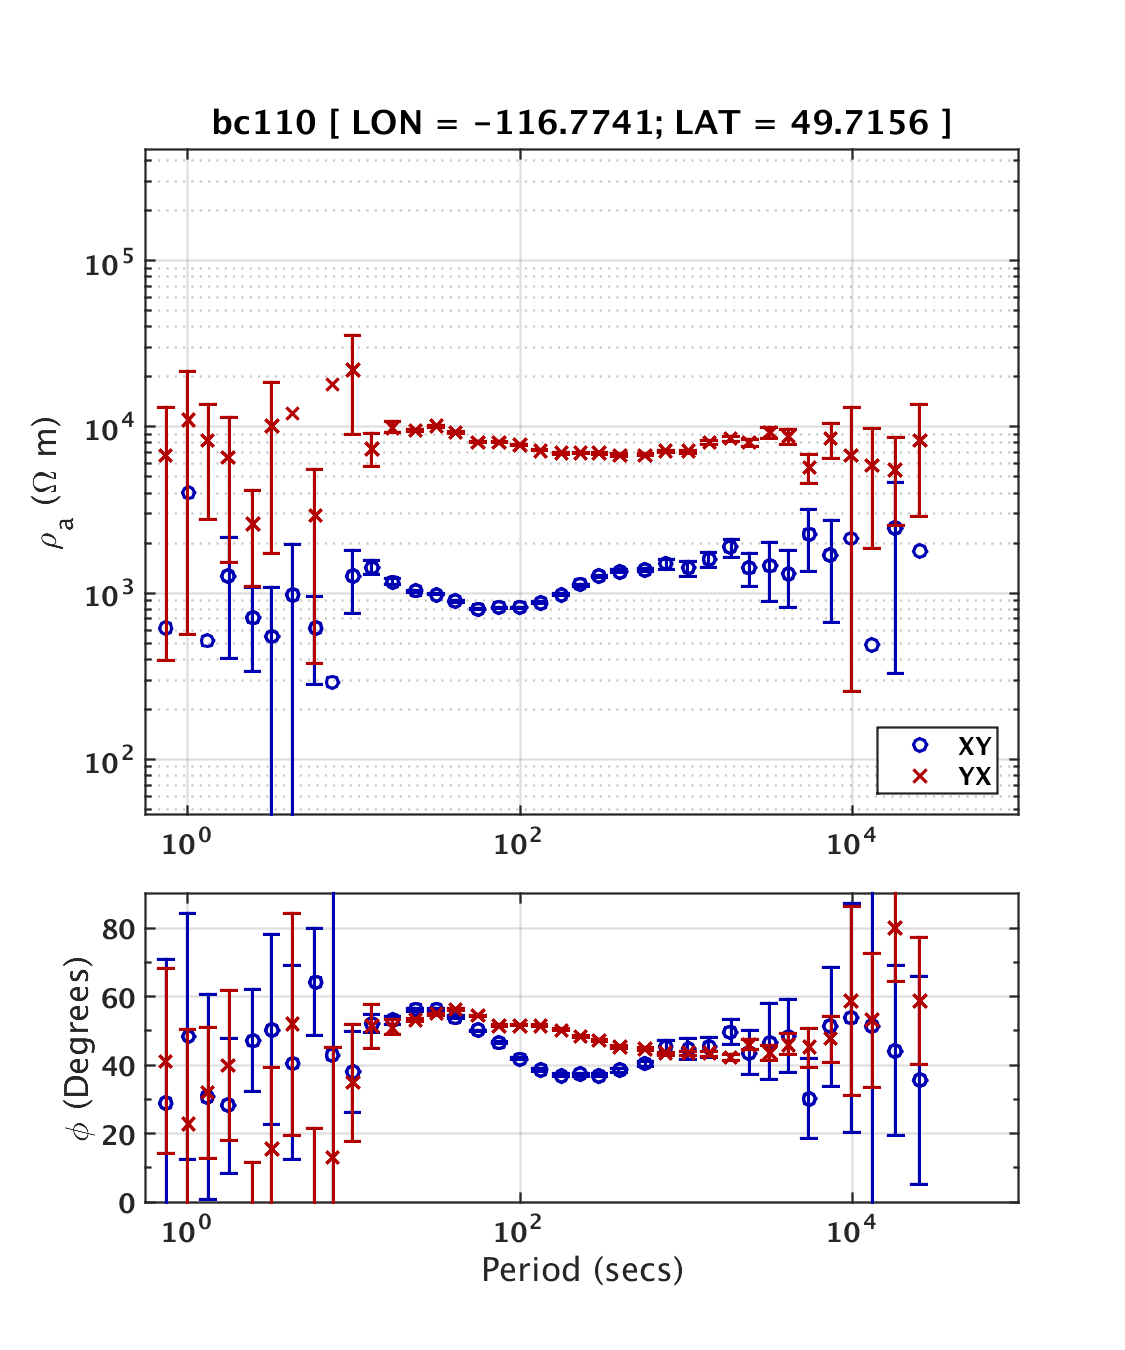 bc110 [ LON = -116.7741; LAT = 49.7156 ]
10^5
10^4
10^3
10^2
ρ_a (Ω m)
XY
YX
10^0 10^2 10^4
80
60
40
20
0
ϕ (Degrees)
10^0 10^2 10^4
Period (secs)